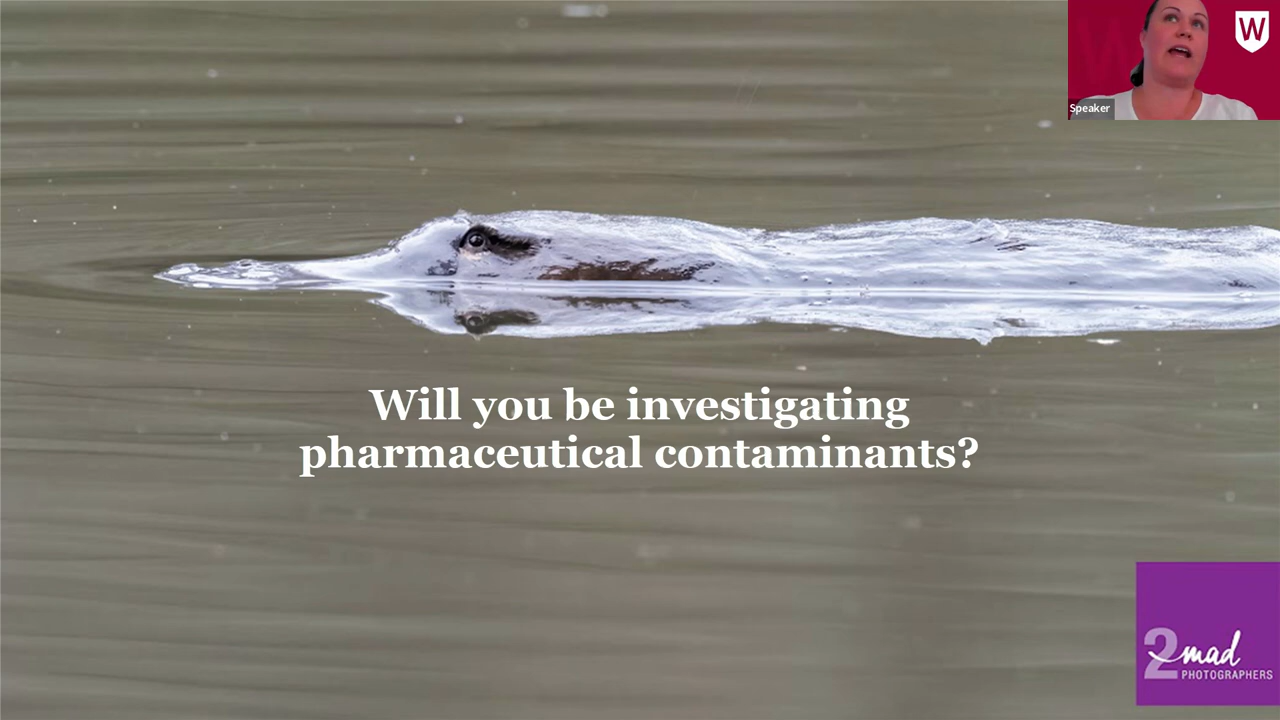 W
Speaker
Will you be investigating
pharmaceutical contaminants?
2mad
PHOTOGRAPHERS